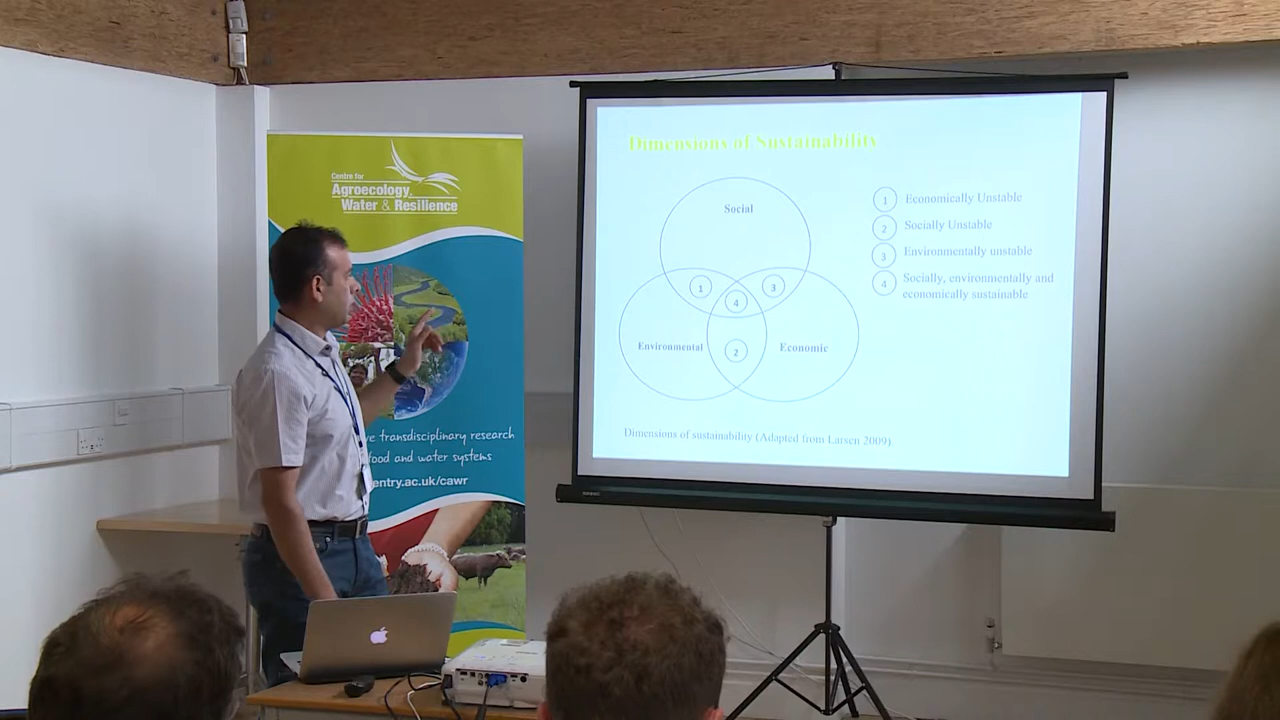 Centre for
Agroecology,
Water & Resilience
ve transdisciplinary research
food and water systems
entry.ac.uk/cawr
Dimensions of Sustainability
Social
Environmental
Economic
1
3
4
2
1 Economically Unstable
2 Socially Unstable
3 Environmentally unstable
4 Socially, environmentally and
economically sustainable
Dimensions of sustainability (Adapted from Larsen 2009)